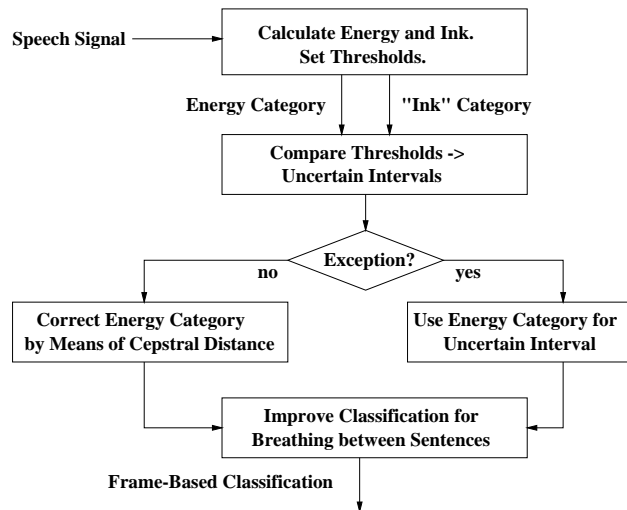 Speech Signal
Calculate Energy and Ink.
Set Thresholds.
Energy Category
"Ink" Category
Compare Thresholds ->
Uncertain Intervals
Exception?
no
yes
Correct Energy Category
by Means of Cepstral Distance
Use Energy Category for
Uncertain Interval
Improve Classification for
Breathing between Sentences
Frame-Based Classification